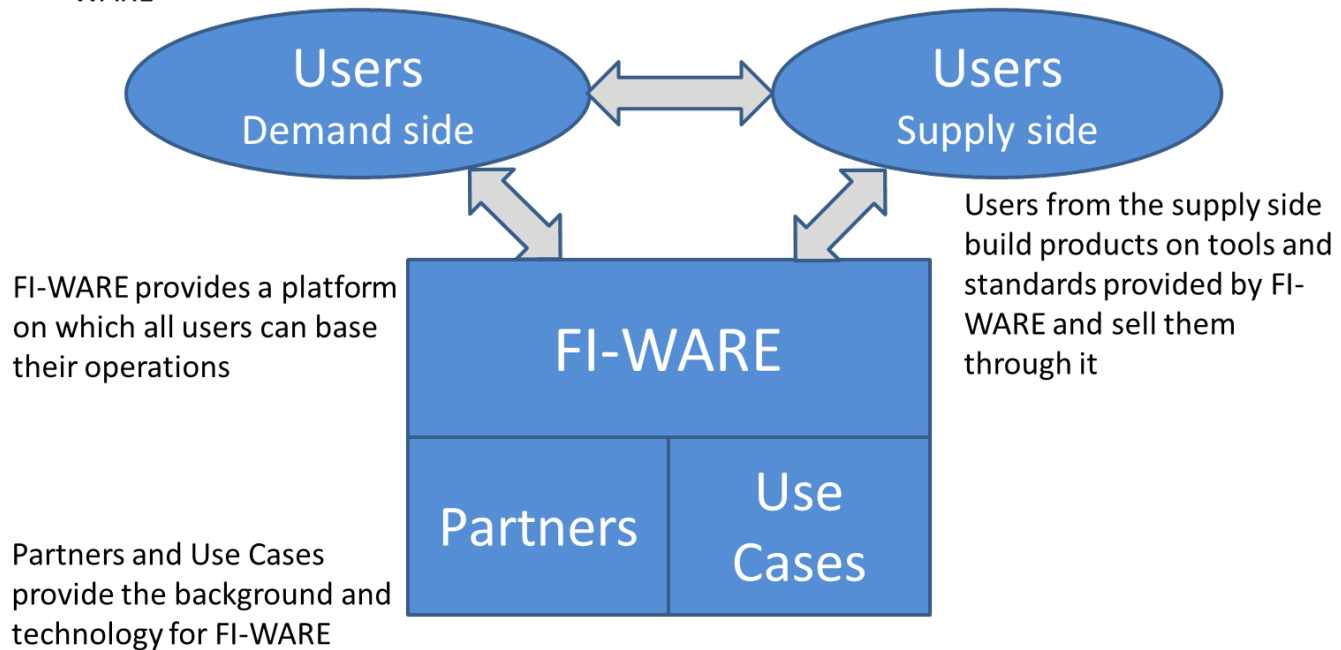 WARE
Users
Demand side
Users
Supply side
Users from the supply side
build products on tools and
standards provided by FI-
WARE and sell them
through it
FI-WARE provides a platform
on which all users can base
their operations
FI-WARE
Partners
Use
Cases
Partners and Use Cases
provide the background and
technology for FI-WARE